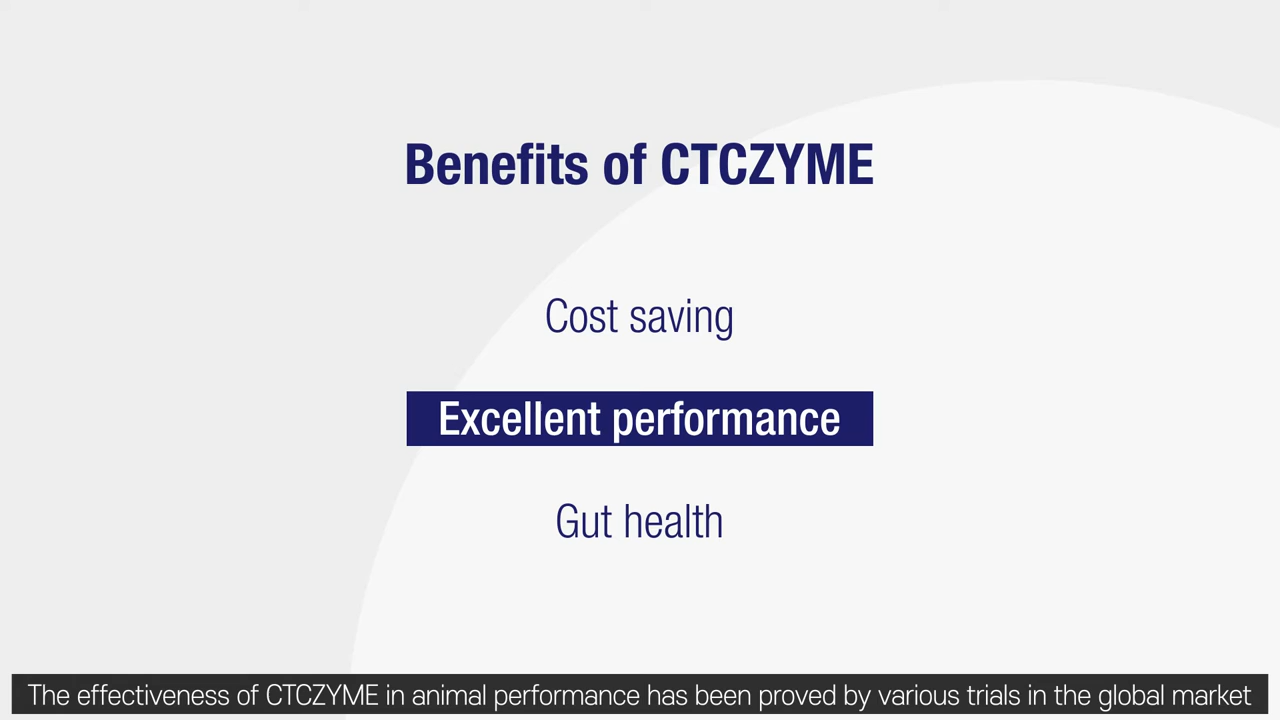 Benefits of CTCZYME
Cost saving
Excellent performance
Gut health
The effectiveness of CTCZYME in animal performance has been proved by various trials in the global market